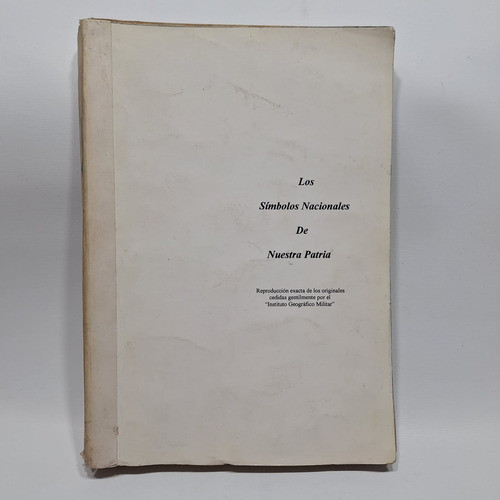 Los
Símbolos Nacionales
De
Nuestra Patria
Reproducción exacta de los originales
cedidas gentilmente por el
"Instituto Geográfico Militar"